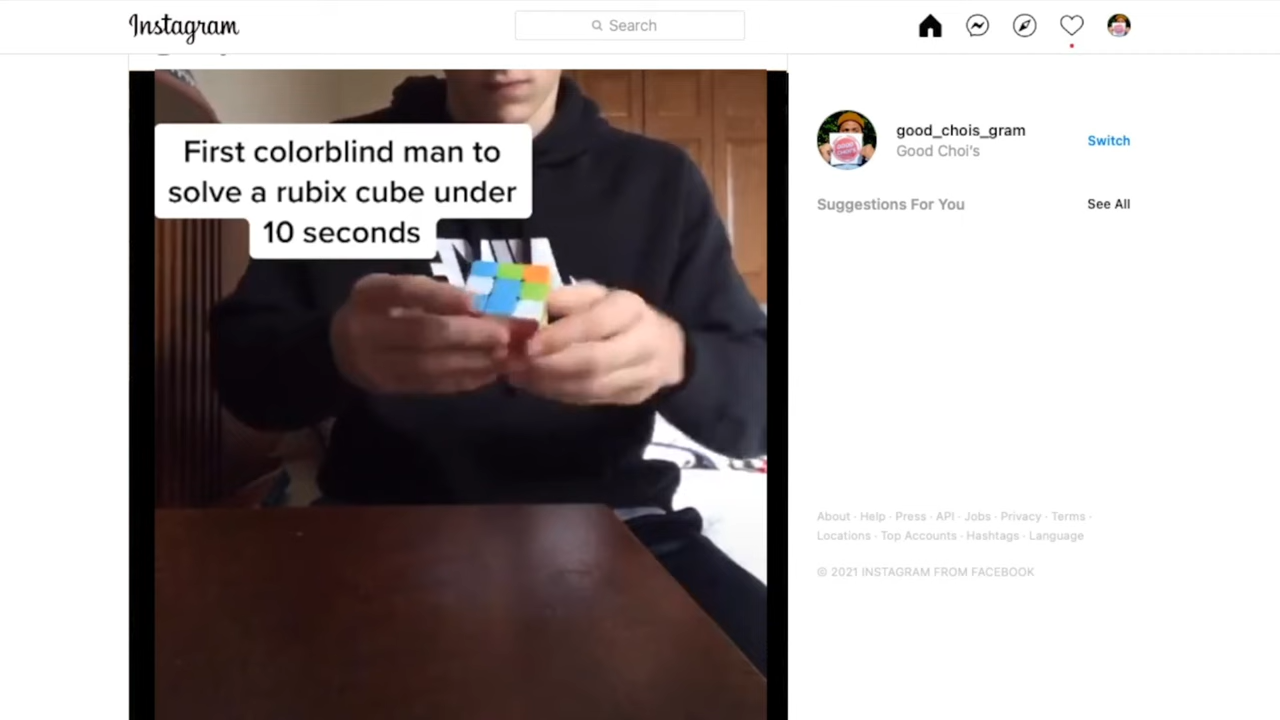 Instagram
Search
First colorblind man to
solve a rubix cube under
10 seconds
good_chois_gram
Good Choi's
Switch
Suggestions For You
See All
About · Help · Press · API · Jobs · Privacy · Terms ·
Locations · Top Accounts · Hashtags · Language
© 2021 INSTAGRAM FROM FACEBOOK